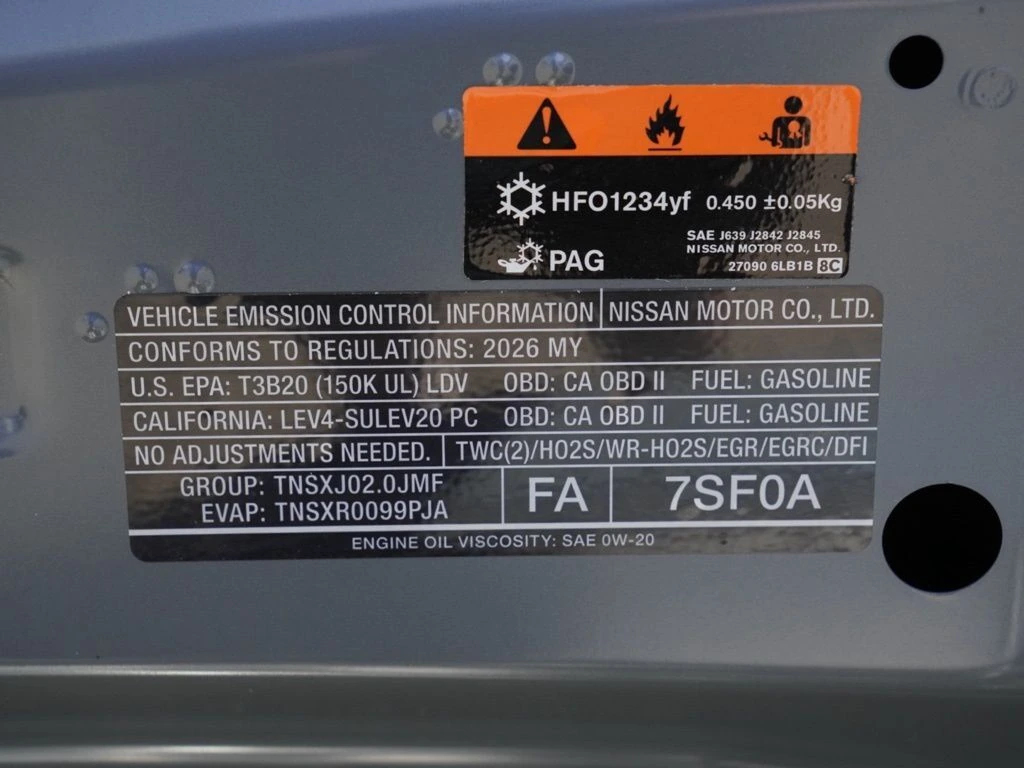 HFO1234yf 0.450 ±0.05Kg
SAE J639 J2842 J2845
NISSAN MOTOR CO., LTD.
PAG
27090 6LB1B 8C
VEHICLE EMISSION CONTROL INFORMATION NISSAN MOTOR CO., LTD.
CONFORMS TO REGULATIONS: 2026 MY
U.S. EPA: T3B20 (150K UL) LDV OBD: CA OBD II FUEL: GASOLINE
CALIFORNIA: LEV4-SULEV20 PC OBD: CA OBD II FUEL: GASOLINE
NO ADJUSTMENTS NEEDED. TWC(2)/HO2S/WR-HO2S/EGR/EGRC/DFI
GROUP: TNSXJ02.0JMF
EVAP: TNSXR0099PJA
FA 7SF0A
ENGINE OIL VISCOSITY: SAE 0W-20